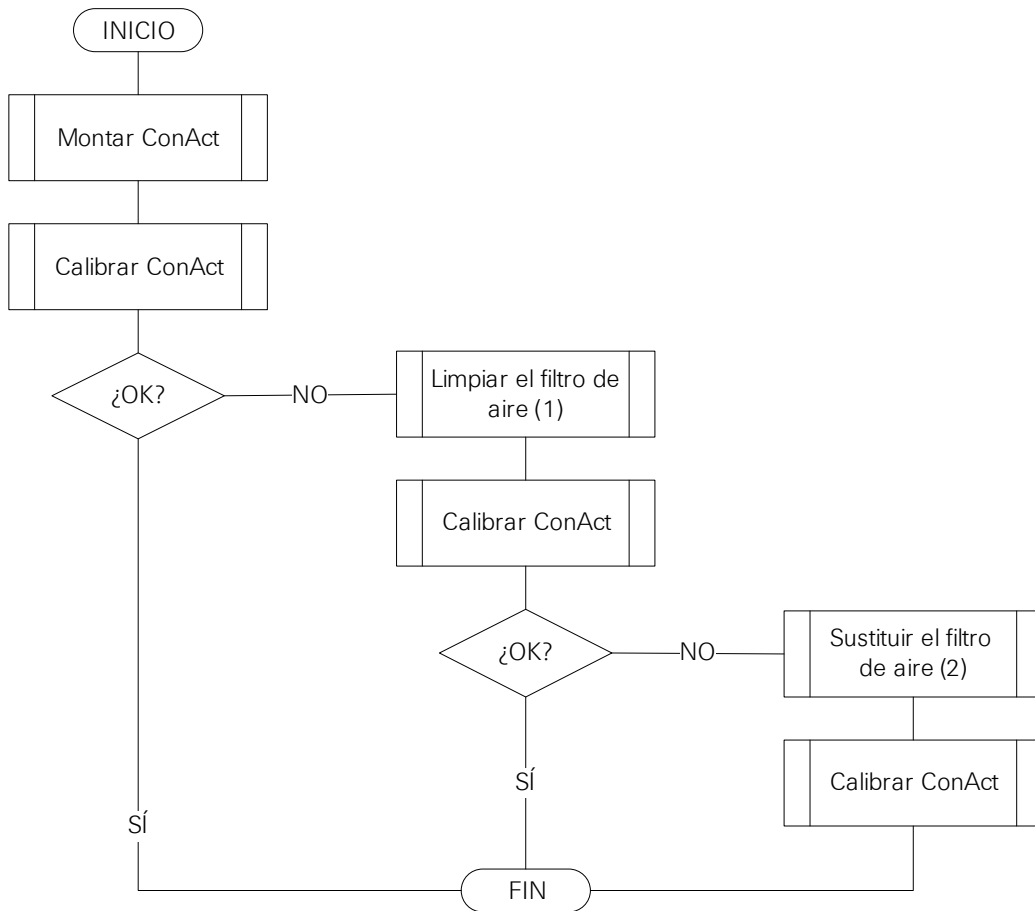 INICIO
Montar ConAct
Calibrar ConAct
¿OK?
NO
Limpiar el filtro de
aire (1)
Calibrar ConAct
¿OK?
NO
Sustituir el filtro
de aire (2)
Calibrar ConAct
SÍ
SÍ
FIN